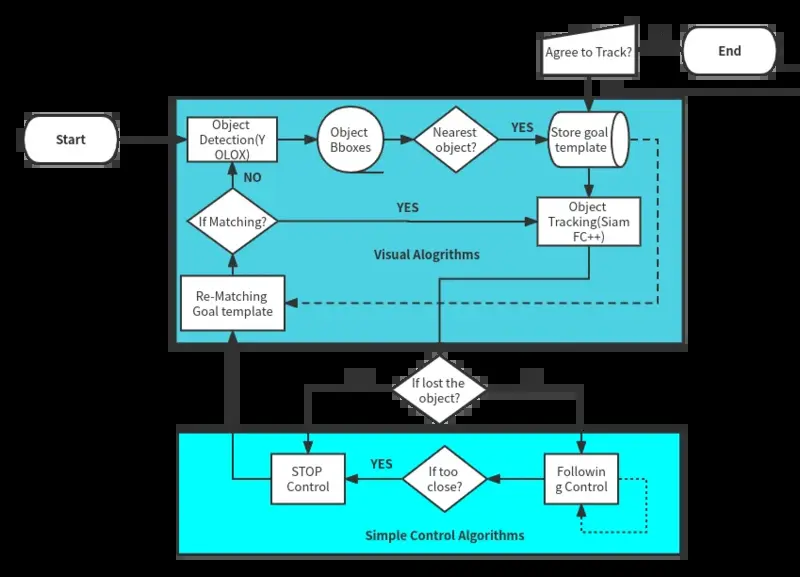 Agree to Track?
End
Start
Object
Detection(Y
OLOX)
Object
Bboxes
Nearest
object?
YES
Store goal
template
NO
If Matching?
YES
Object
Tracking(Siam
FC++)
Visual Alogrithms
Re-Matching
Goal template
If lost the
object?
STOP
Control
YES
If too
close?
Followin
g Control
Simple Control Algorithms